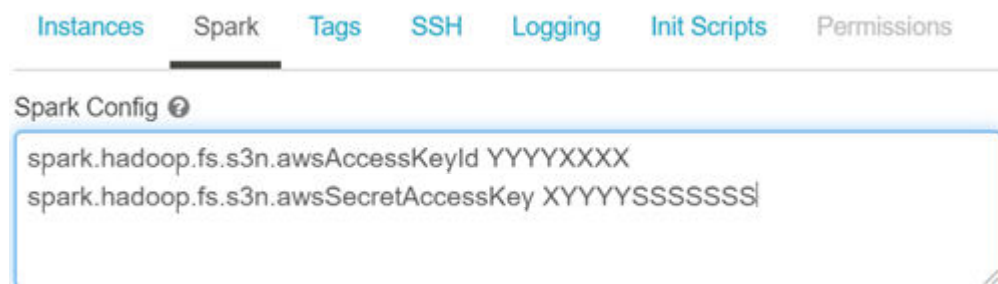 Instances Spark Tags SSH Logging Init Scripts Permissions
Spark Config
spark.hadoop.fs.s3n.awsAccessKeyId YYYYXXXX
spark.hadoop.fs.s3n.awsSecretAccessKey XYYYYSSSSSSS